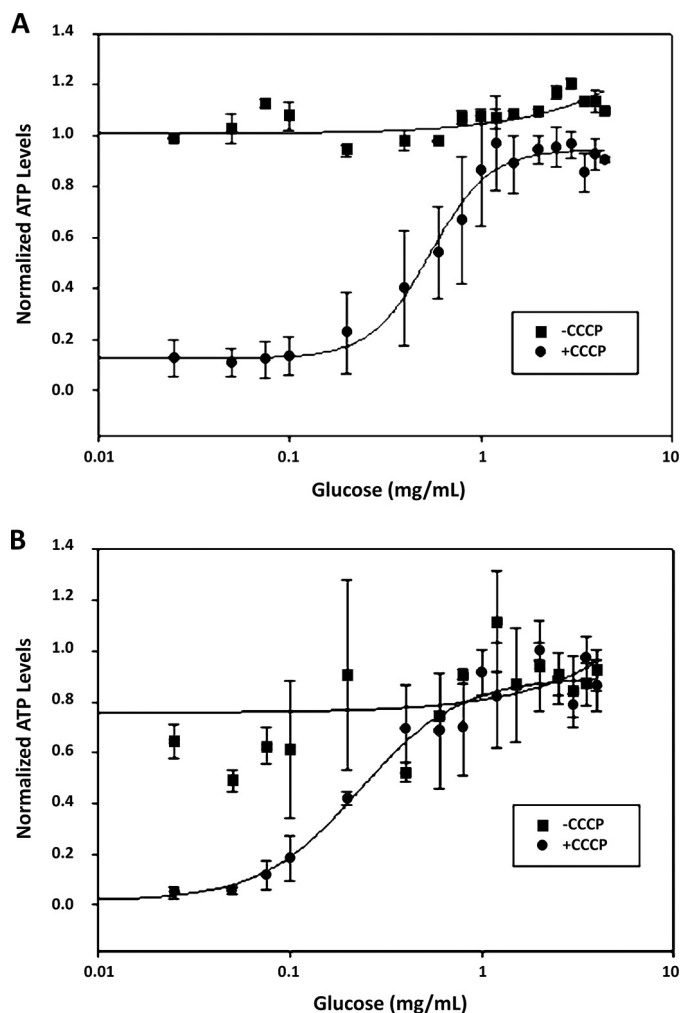 A
1.4
1.2
1.0
0.8
0.6
0.4
0.2
0.0
Normalized ATP Levels
-CCCP
+CCCP
0.01 0.1 1 10
Glucose (mg/mL)
B
1.4
1.2
1.0
0.8
0.6
0.4
0.2
0.0
Normalized ATP Levels
-CCCP
+CCCP
0.01 0.1 1 10
Glucose (mg/mL)